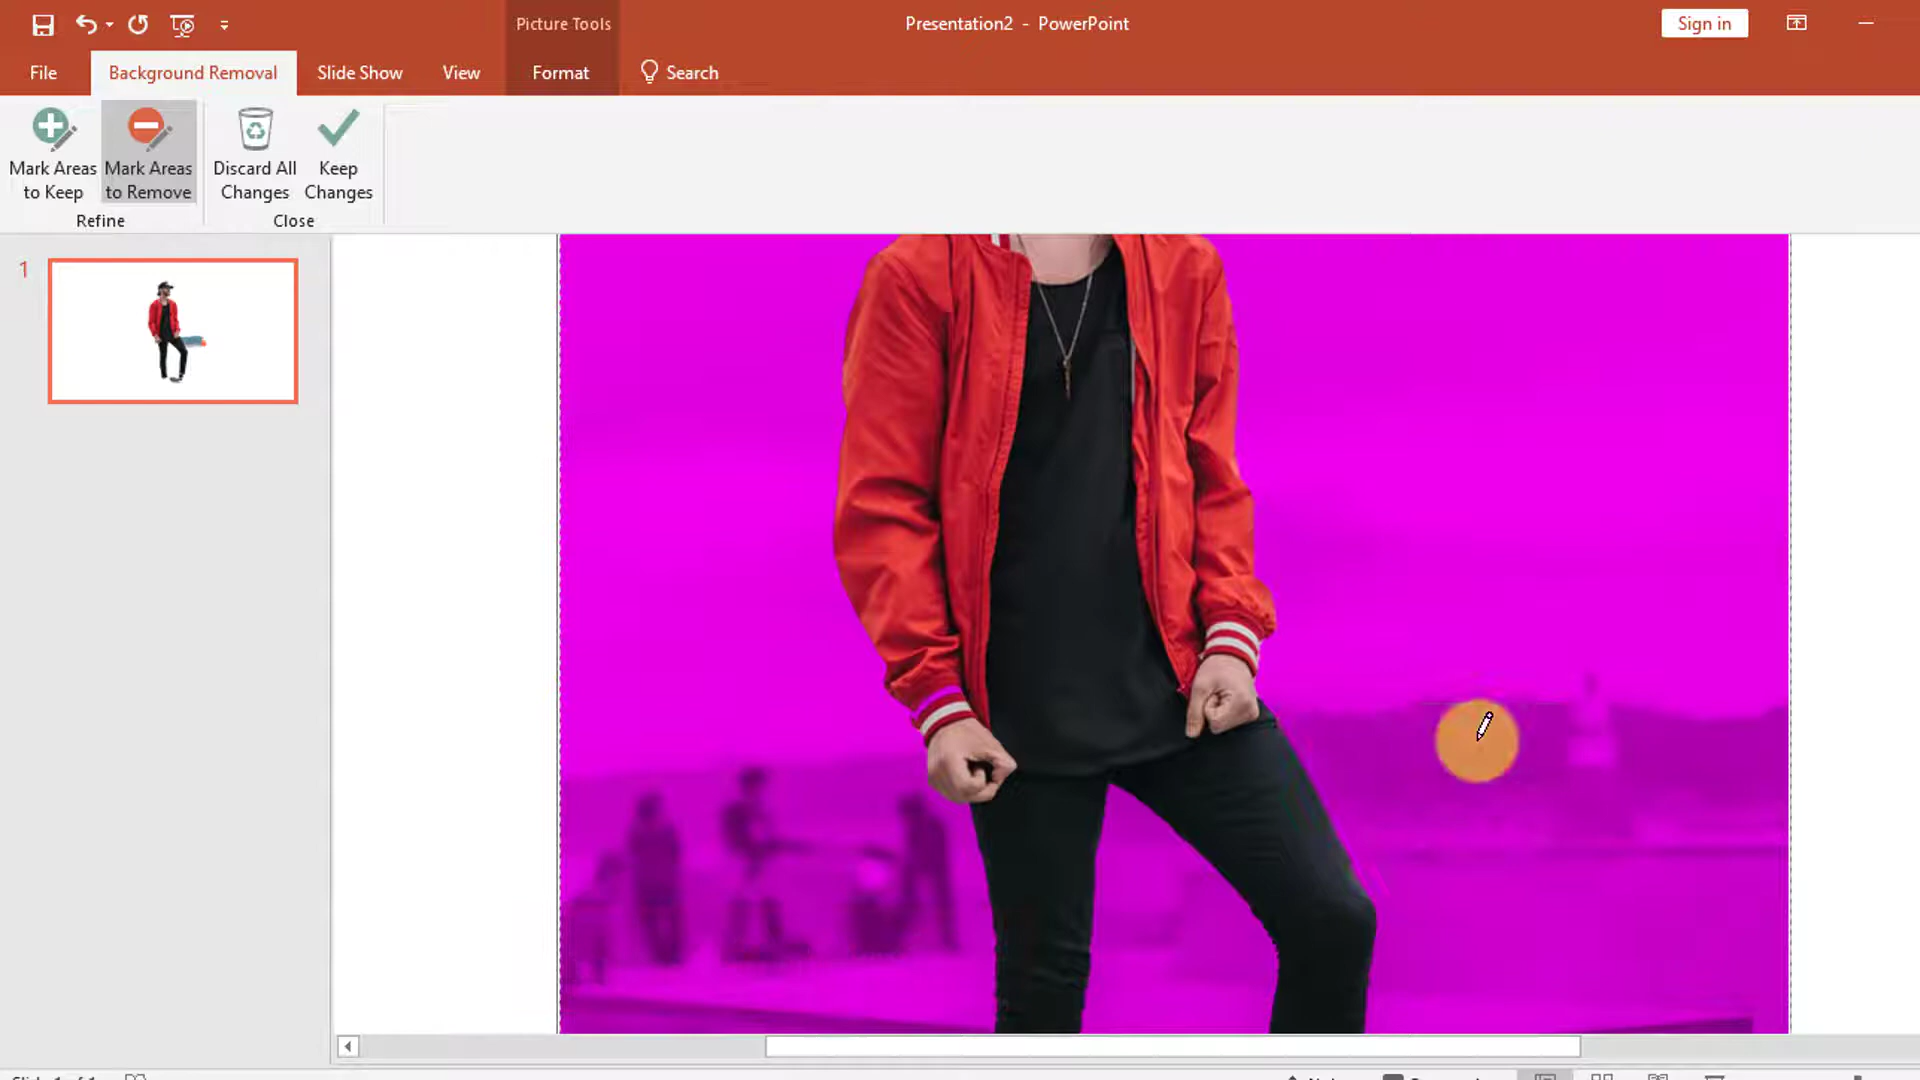 Picture Tools
Presentation2 - PowerPoint
Sign in
File
Background Removal
Slide Show
View
Format
Search
Mark Areas
to Keep
Mark Areas
to Remove
Discard All
Changes
Keep
Changes
Refine
Close
1